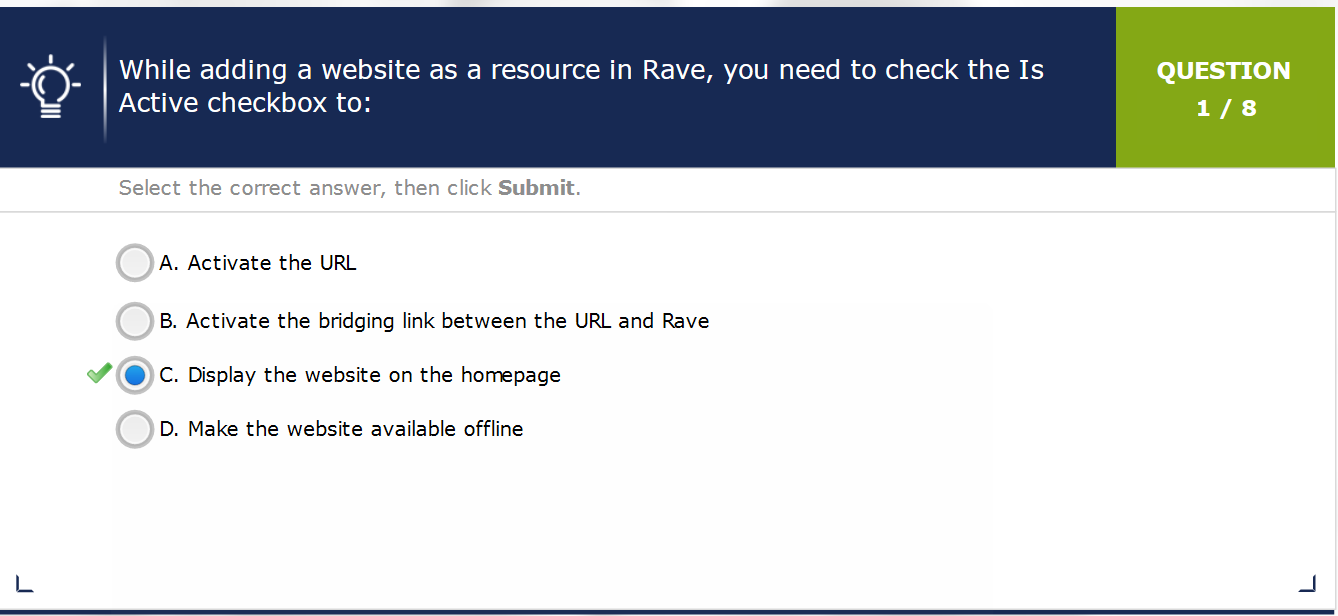 While adding a website as a resource in Rave, you need to check the Is
Active checkbox to:
QUESTION
1 / 8
Select the correct answer, then click Submit.
A. Activate the URL
B. Activate the bridging link between the URL and Rave
C. Display the website on the homepage
D. Make the website available offline